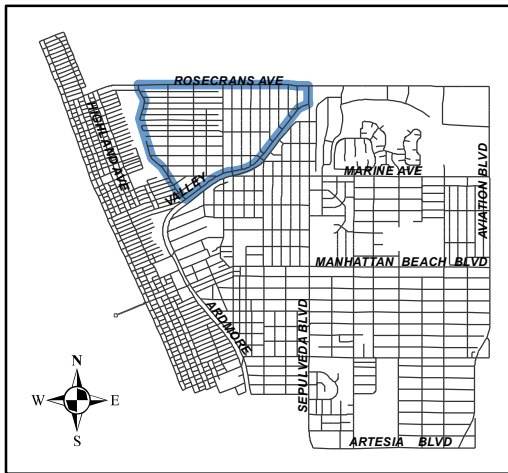 ROSECRANS AVE
HIGHLAND AVE
VALLEY
MARINE AVE
AVIATION BLVD
MANHATTAN BEACH BLVD
ARDMORE
SEPULVEDA BLVD
ARTESIA BLVD
N
W E
S